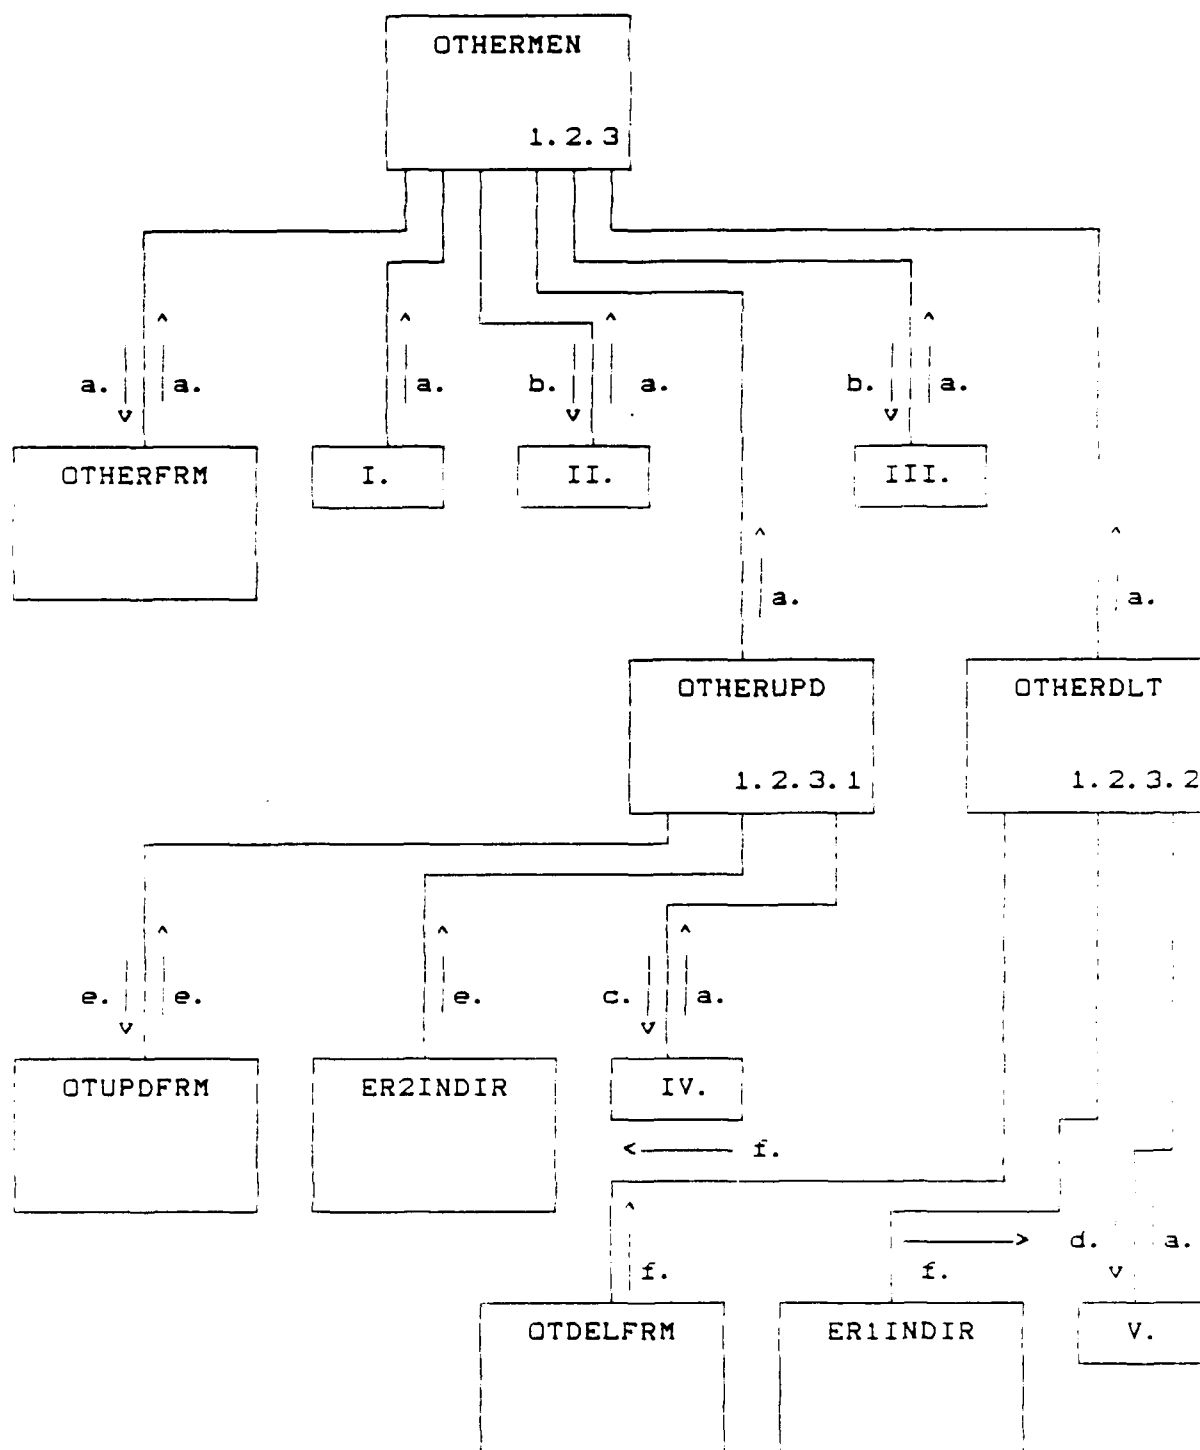 OTHERMEN
1.2.3
a. a. a. b. a. b. a.
OTHERFRM I. II. III.
a. a.
OTHERUPD OTHERDLT
1.2.3.1 1.2.3.2
e. e. e. c. a.
OTUPDFRM ER2INDIR IV.
f.
d. a.
f. f.
OTDELFRM ER1INDIR V.